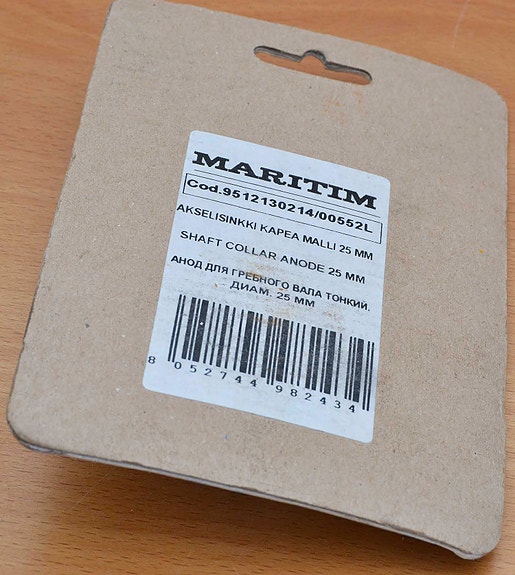 MARITIM
Cod.9512130214/00552L
AKSELISINKKI KAPEA MALLI 25 MM
SHAFT COLLAR ANODE 25 MM
АНОД ДЛЯ ГРЕБНОГО ВАЛА ТОНКИЙ.
ДИАМ. 25 ММ
8 052744 982434